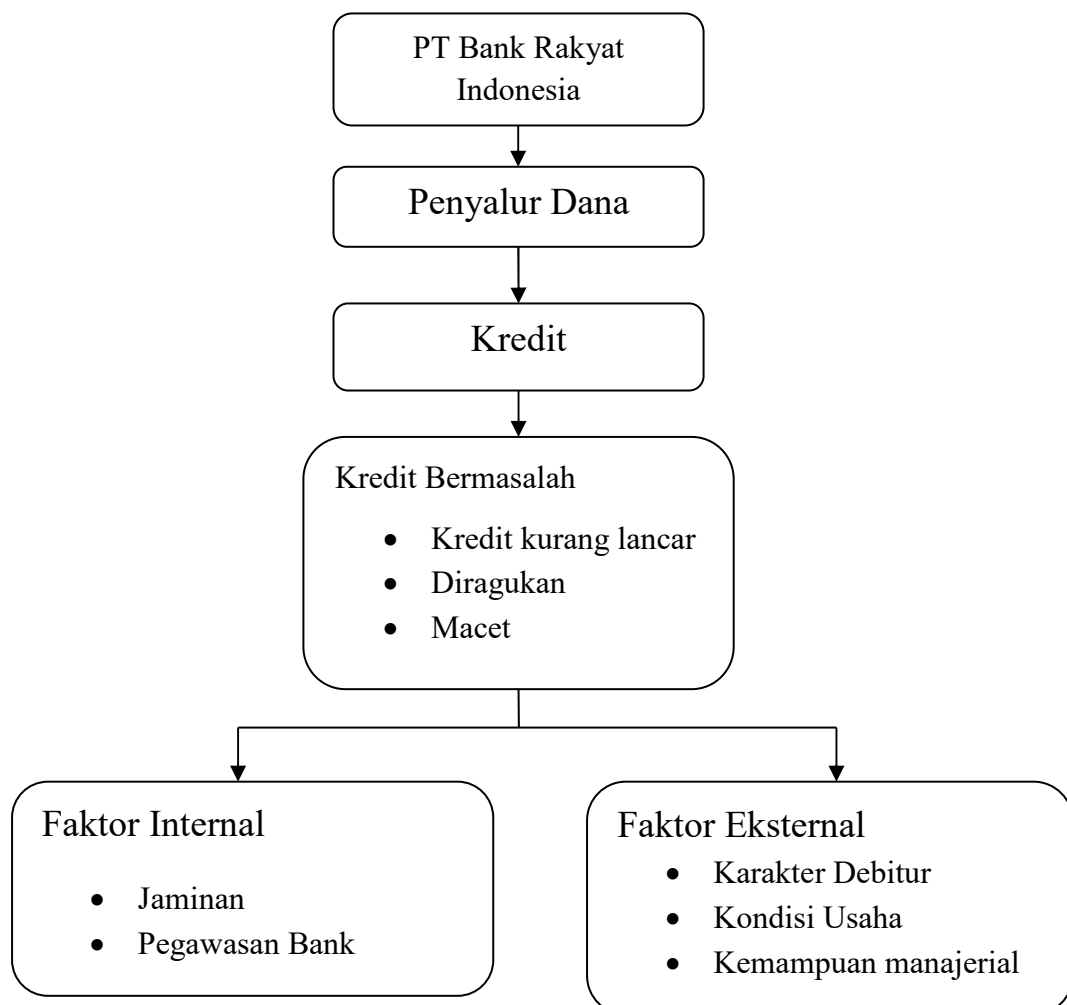 PT Bank Rakyat
Indonesia
Penyalur Dana
Kredit
Kredit Bermasalah
• Kredit kurang lancar
• Diragukan
• Macet
Faktor Internal
• Jaminan
• Pegawasan Bank
Faktor Eksternal
• Karakter Debitur
• Kondisi Usaha
• Kemampuan manajerial